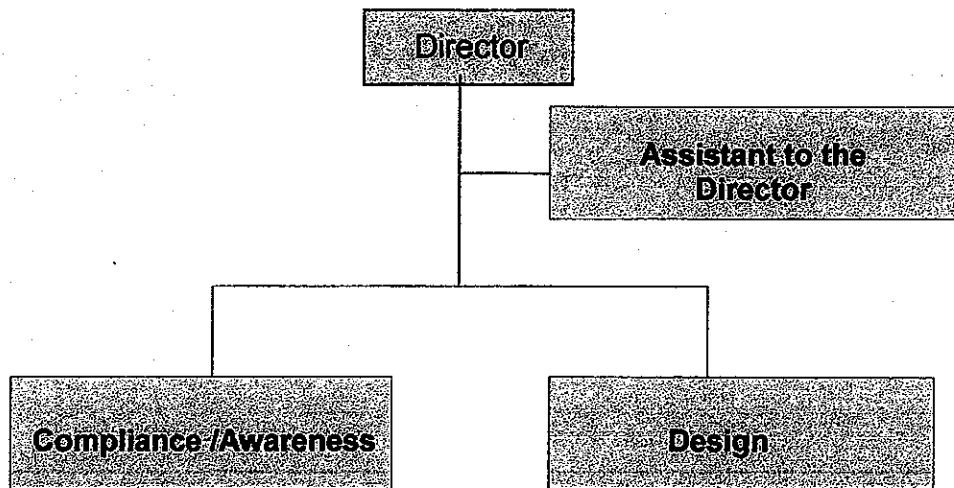 Director
Assistant to the
Director
Compliance /Awareness
Design